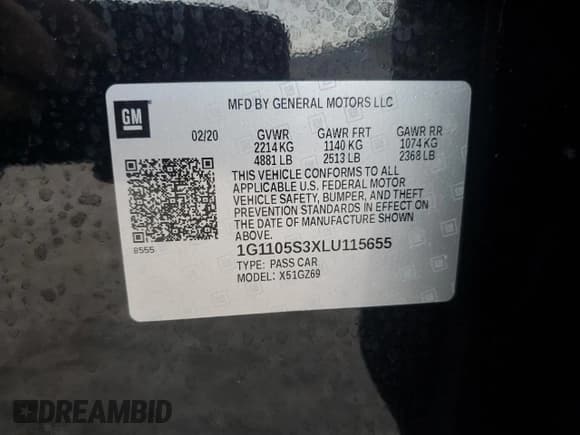 GM
MFD BY GENERAL MOTORS LLC
02/20 GVWR GAWR FRT GAWR RR
2214 KG 1140 KG 1074 KG
4881 LB 2513 LB 2368 LB
THIS VEHICLE CONFORMS TO ALL
APPLICABLE U.S. FEDERAL MOTOR
VEHICLE SAFETY, BUMPER, AND THEFT
PREVENTION STANDARDS IN EFFECT ON
THE DATE OF MANUFACTURE SHOWN
ABOVE.
8555
1G1105S3XLU115655
TYPE: PASS CAR
MODEL: X51GZ69
DREAMBID